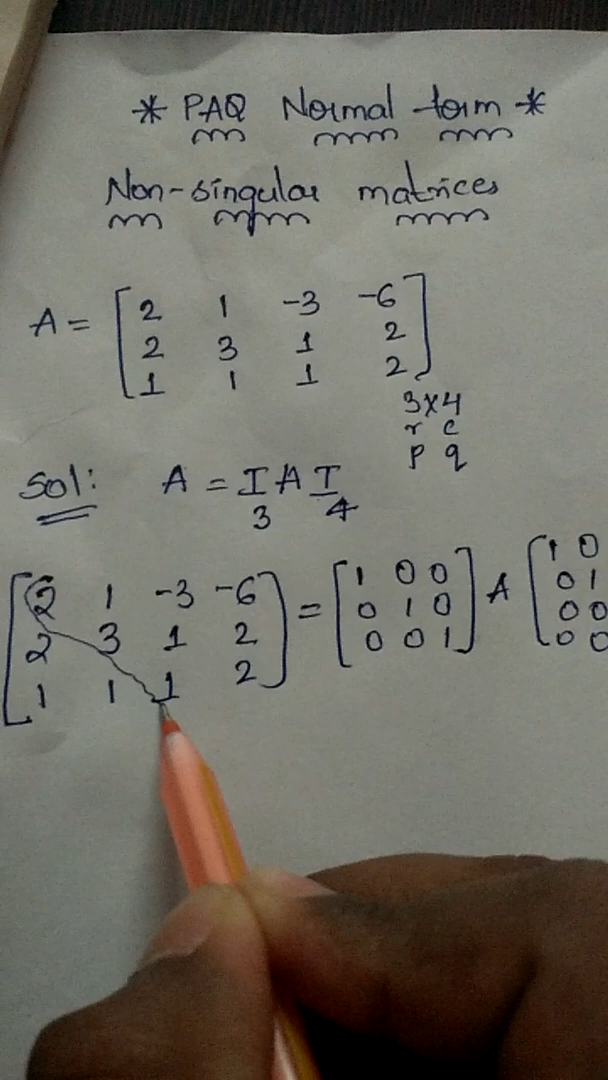 * PAQ Normal form *
Non-singular matrices
A = [ 2 1 -3 -6
2 3 1 2
1 1 1 2 ]
3x4
r c
P q
Sol: A = I A I
3 4
[ 2 1 -3 -6 ] = [ 1 0 0 ] A [ 1 0
2 3 1 2 0 1 0 0 1
1 1 1 2 0 0 1 0 0
0 0